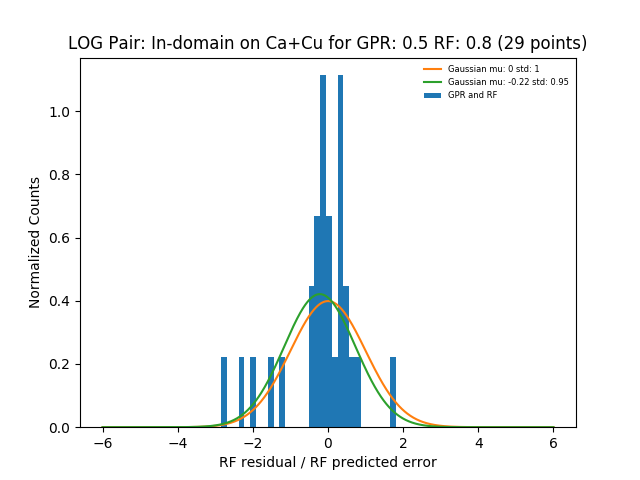 LOG Pair: In-domain on Ca+Cu for GPR: 0.5 RF: 0.8 (29 points)
Gaussian mu: 0 std: 1
Gaussian mu: -0.22 std: 0.95
GPR and RF
Normalized Counts
1.0
0.8
0.6
0.4
0.2
0.0
−6 −4 −2 0 2 4 6
RF residual / RF predicted error